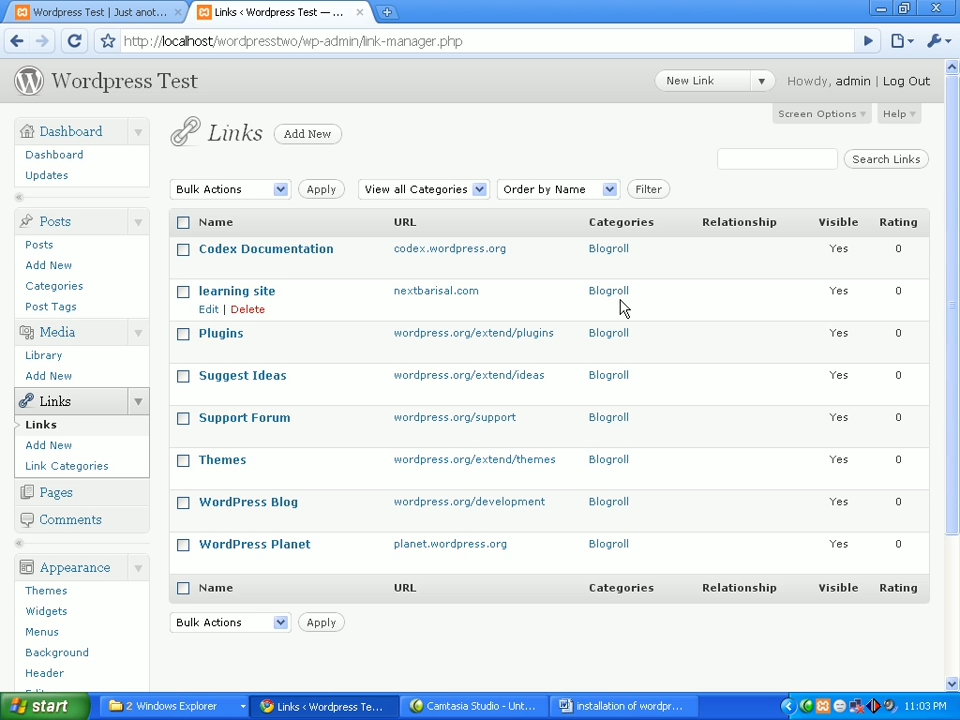 Wordpress Test | Just anot...
Links ‹ Wordpress Test — ...
http://localhost/wordpresstwo/wp-admin/link-manager.php
Wordpress Test
New Link
Howdy, admin | Log Out
Screen Options
Help
Links
Add New
Search Links
Bulk Actions
Apply
View all Categories
Order by Name
Filter
Dashboard
Dashboard
Updates
Posts
Posts
Add New
Categories
Post Tags
Media
Library
Add New
Links
Links
Add New
Link Categories
Pages
Comments
Appearance
Themes
Widgets
Menus
Background
Header
Name URL Categories Relationship Visible Rating
Codex Documentation codex.wordpress.org Blogroll Yes 0
learning site nextbarisal.com Blogroll Yes 0
Edit | Delete
Plugins wordpress.org/extend/plugins Blogroll Yes 0
Suggest Ideas wordpress.org/extend/ideas Blogroll Yes 0
Support Forum wordpress.org/support Blogroll Yes 0
Themes wordpress.org/extend/themes Blogroll Yes 0
WordPress Blog wordpress.org/development Blogroll Yes 0
WordPress Planet planet.wordpress.org Blogroll Yes 0
Name URL Categories Relationship Visible Rating
Bulk Actions
Apply
start
2 Windows Explorer
Links ‹ Wordpress Te...
Camtasia Studio - Unt...
installation of wordpr...
11:03 PM